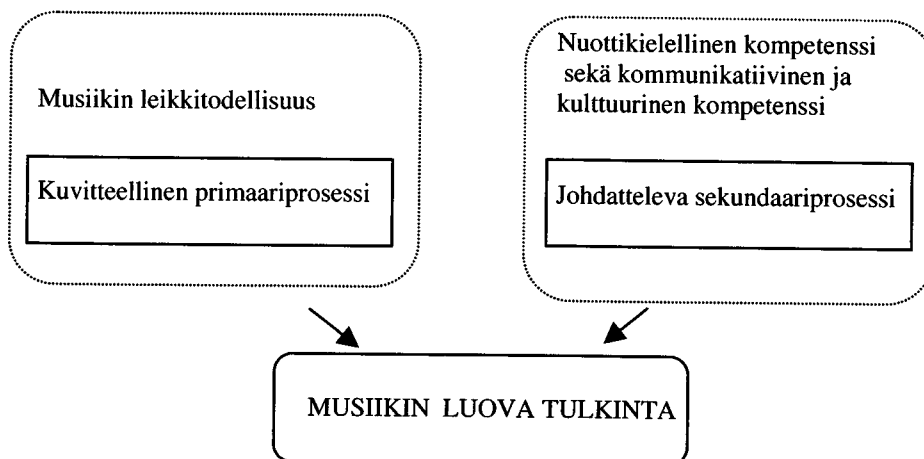 Musiikin leikkitodellisuus
Kuvitteellinen primaariprosessi
Nuottikielellinen kompetenssi
sekä kommunikatiivinen ja
kulttuurinen kompetenssi
Johdatteleva sekundaariprosessi
MUSIIKIN LUOVA TULKINTA